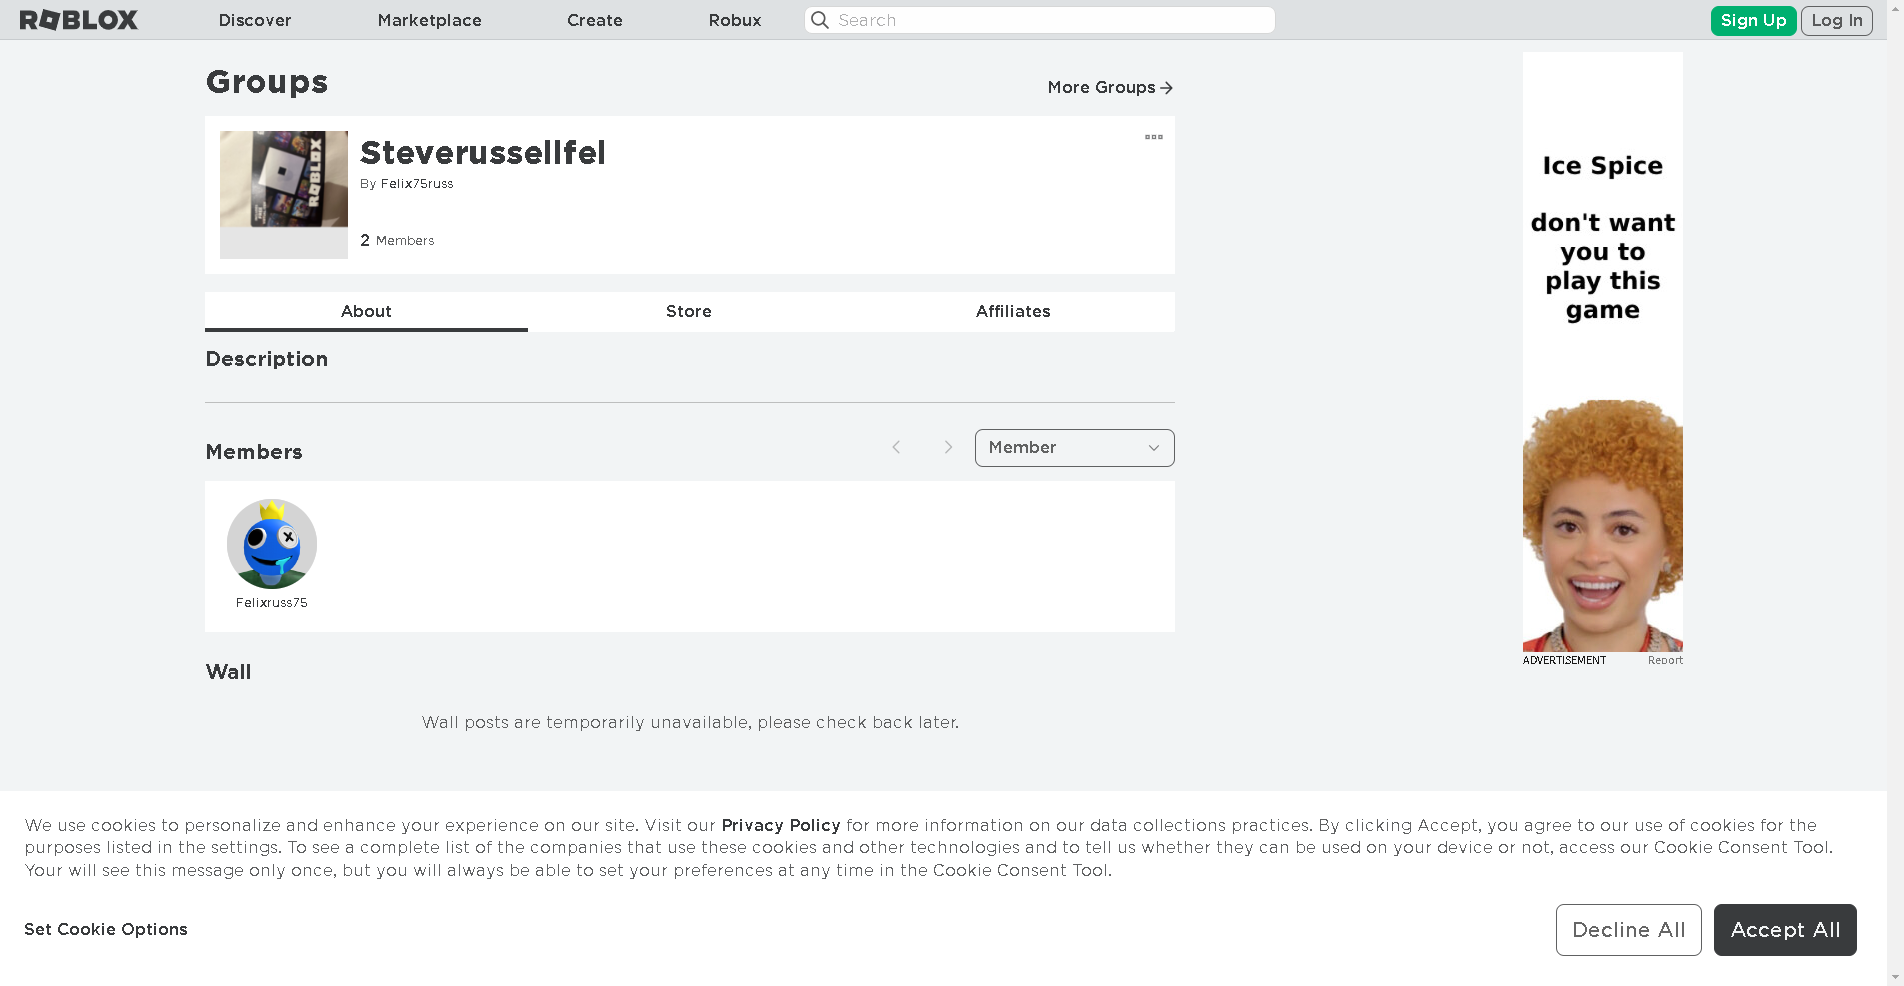 ROBLOX
Discover
Marketplace
Create
Robux
Search
Sign Up
Log In
Groups
More Groups
ROBLOX
Steverussellfel
By Felix75russ
2 Members
About
Store
Affiliates
Description
Members
Member
Felixruss75
Wall
Wall posts are temporarily unavailable, please check back later.
Ice Spice
don't want
you to
play this
game
ADVERTISEMENT
Report
We use cookies to personalize and enhance your experience on our site. Visit our Privacy Policy for more information on our data collections practices. By clicking Accept, you agree to our use of cookies for the
purposes listed in the settings. To see a complete list of the companies that use these cookies and other technologies and to tell us whether they can be used on your device or not, access our Cookie Consent Tool.
Your will see this message only once, but you will always be able to set your preferences at any time in the Cookie Consent Tool.
Set Cookie Options
Decline All
Accept All